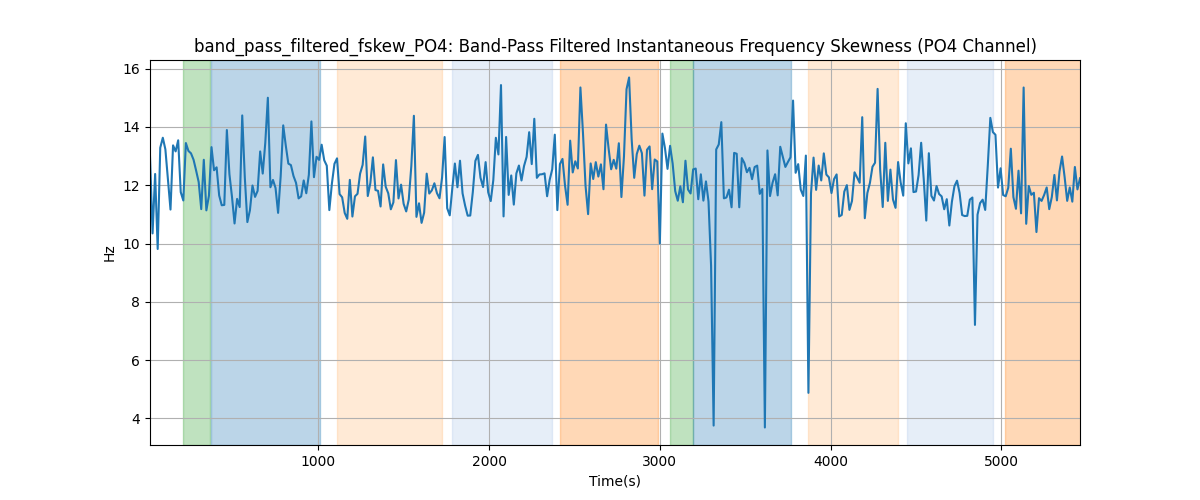 band_pass_filtered_fskew_PO4: Band-Pass Filtered Instantaneous Frequency Skewness (PO4 Channel)
16
14
12
10
8
6
4
Hz
1000 2000 3000 4000 5000
Time(s)